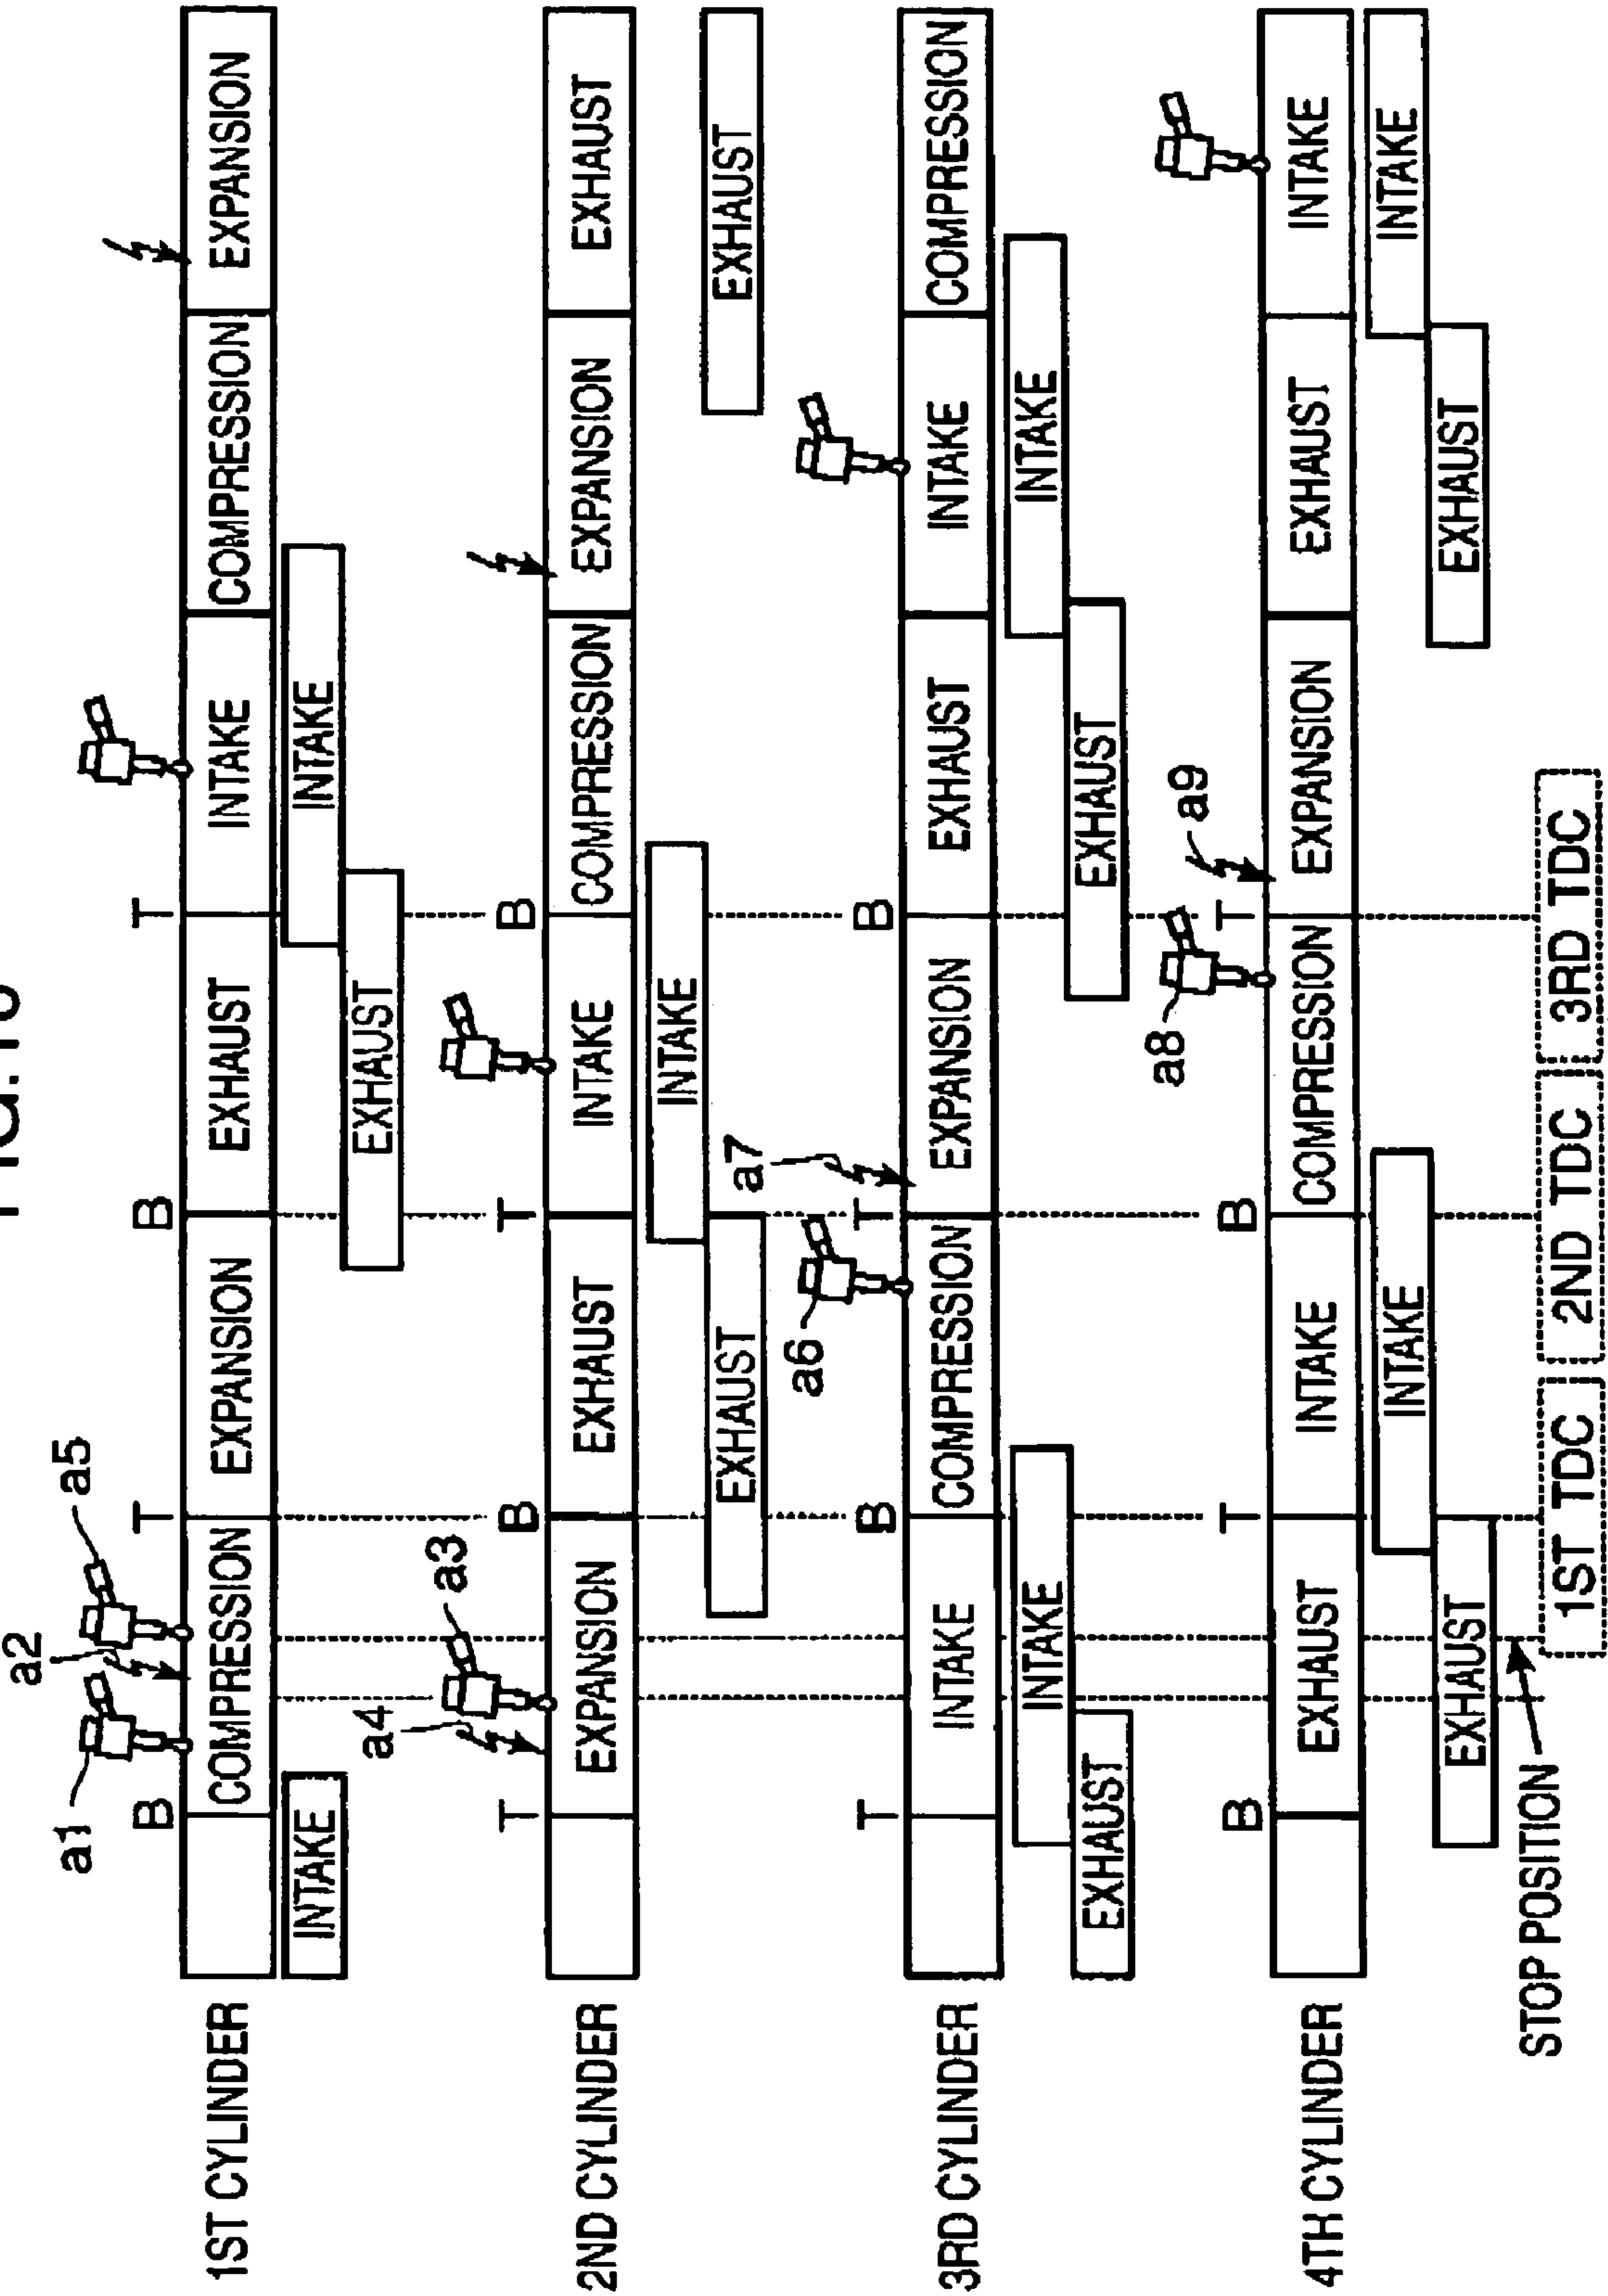 a2
a1 a5
B T B T
1ST CYLINDER COMPRESSION EXPANSION EXHAUST INTAKE COMPRESSION EXPANSION
INTAKE INTAKE
EXHAUST
a4 a3
T B T B
2ND CYLINDER EXPANSION EXHAUST INTAKE COMPRESSION EXPANSION EXHAUST
INTAKE
EXHAUST EXHAUST
a6 a7
T B T B
3RD CYLINDER INTAKE COMPRESSION EXPANSION EXHAUST INTAKE COMPRESSION
INTAKE INTAKE
EXHAUST EXHAUST
a8 a9
B T B T
4TH CYLINDER EXHAUST INTAKE COMPRESSION EXPANSION EXHAUST INTAKE
INTAKE INTAKE
EXHAUST EXHAUST
STOP POSITION
1ST TDC 2ND TDC 3RD TDC